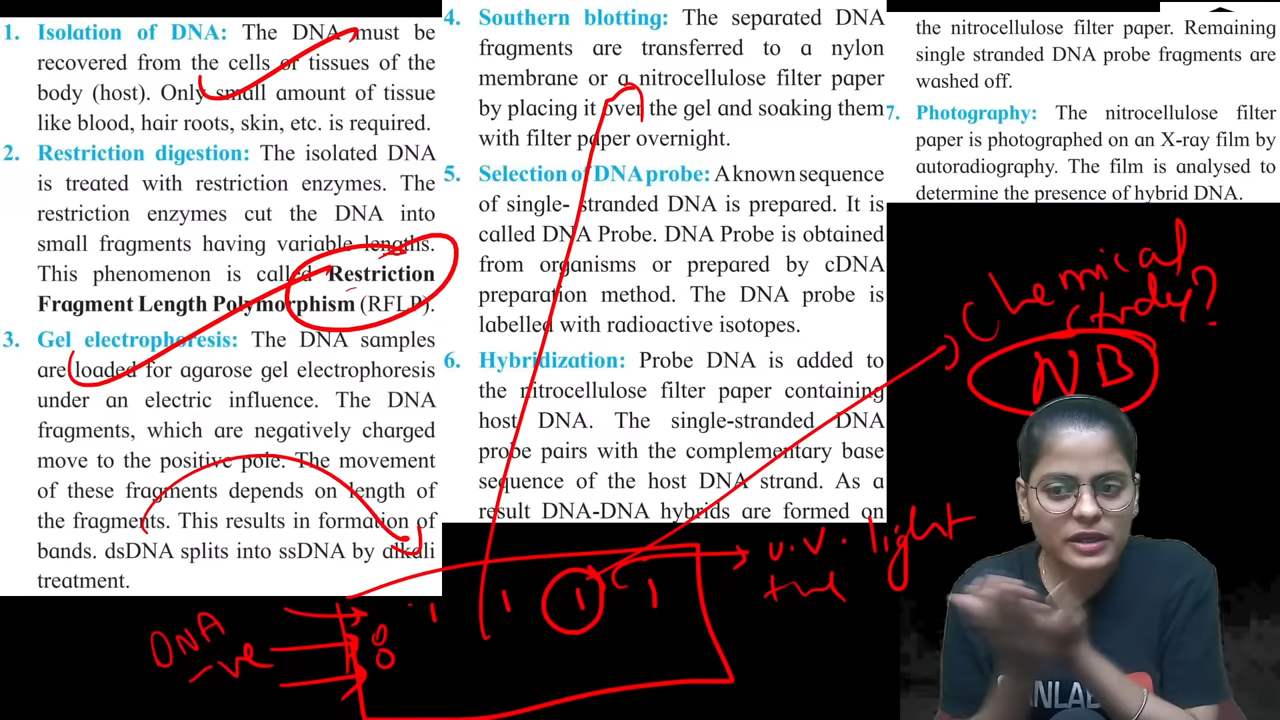 1. Isolation of DNA: The DNA must be
recovered from the cells or tissues of the
body (host). Only small amount of tissue
like blood, hair roots, skin, etc. is required.
2. Restriction digestion: The isolated DNA
is treated with restriction enzymes. The
restriction enzymes cut the DNA into
small fragments having variable lengths.
This phenomenon is called Restriction
Fragment Length Polymorphism (RFLP).
3. Gel electrophoresis: The DNA samples
are loaded for agarose gel electrophoresis
under an electric influence. The DNA
fragments, which are negatively charged
move to the positive pole. The movement
of these fragments depends on length of
the fragments. This results in formation of
bands. dsDNA splits into ssDNA by alkali
treatment.
4. Southern blotting: The separated DNA
fragments are transferred to a nylon
membrane or a nitrocellulose filter paper
by placing it over the gel and soaking them
with filter paper overnight.
5. Selection of DNA probe: A known sequence
of single- stranded DNA is prepared. It is
called DNA Probe. DNA Probe is obtained
from organisms or prepared by cDNA
preparation method. The DNA probe is
labelled with radioactive isotopes.
6. Hybridization: Probe DNA is added to
the nitrocellulose filter paper containing
host DNA. The single-stranded DNA
probe pairs with the complementary base
sequence of the host DNA strand. As a
result DNA-DNA hybrids are formed on
the nitrocellulose filter paper. Remaining
single stranded DNA probe fragments are
washed off.
7. Photography: The nitrocellulose filter
paper is photographed on an X-ray film by
autoradiography. The film is analysed to
determine the presence of hybrid DNA.
Chemical
NB
U.V. light
DNA
-ve